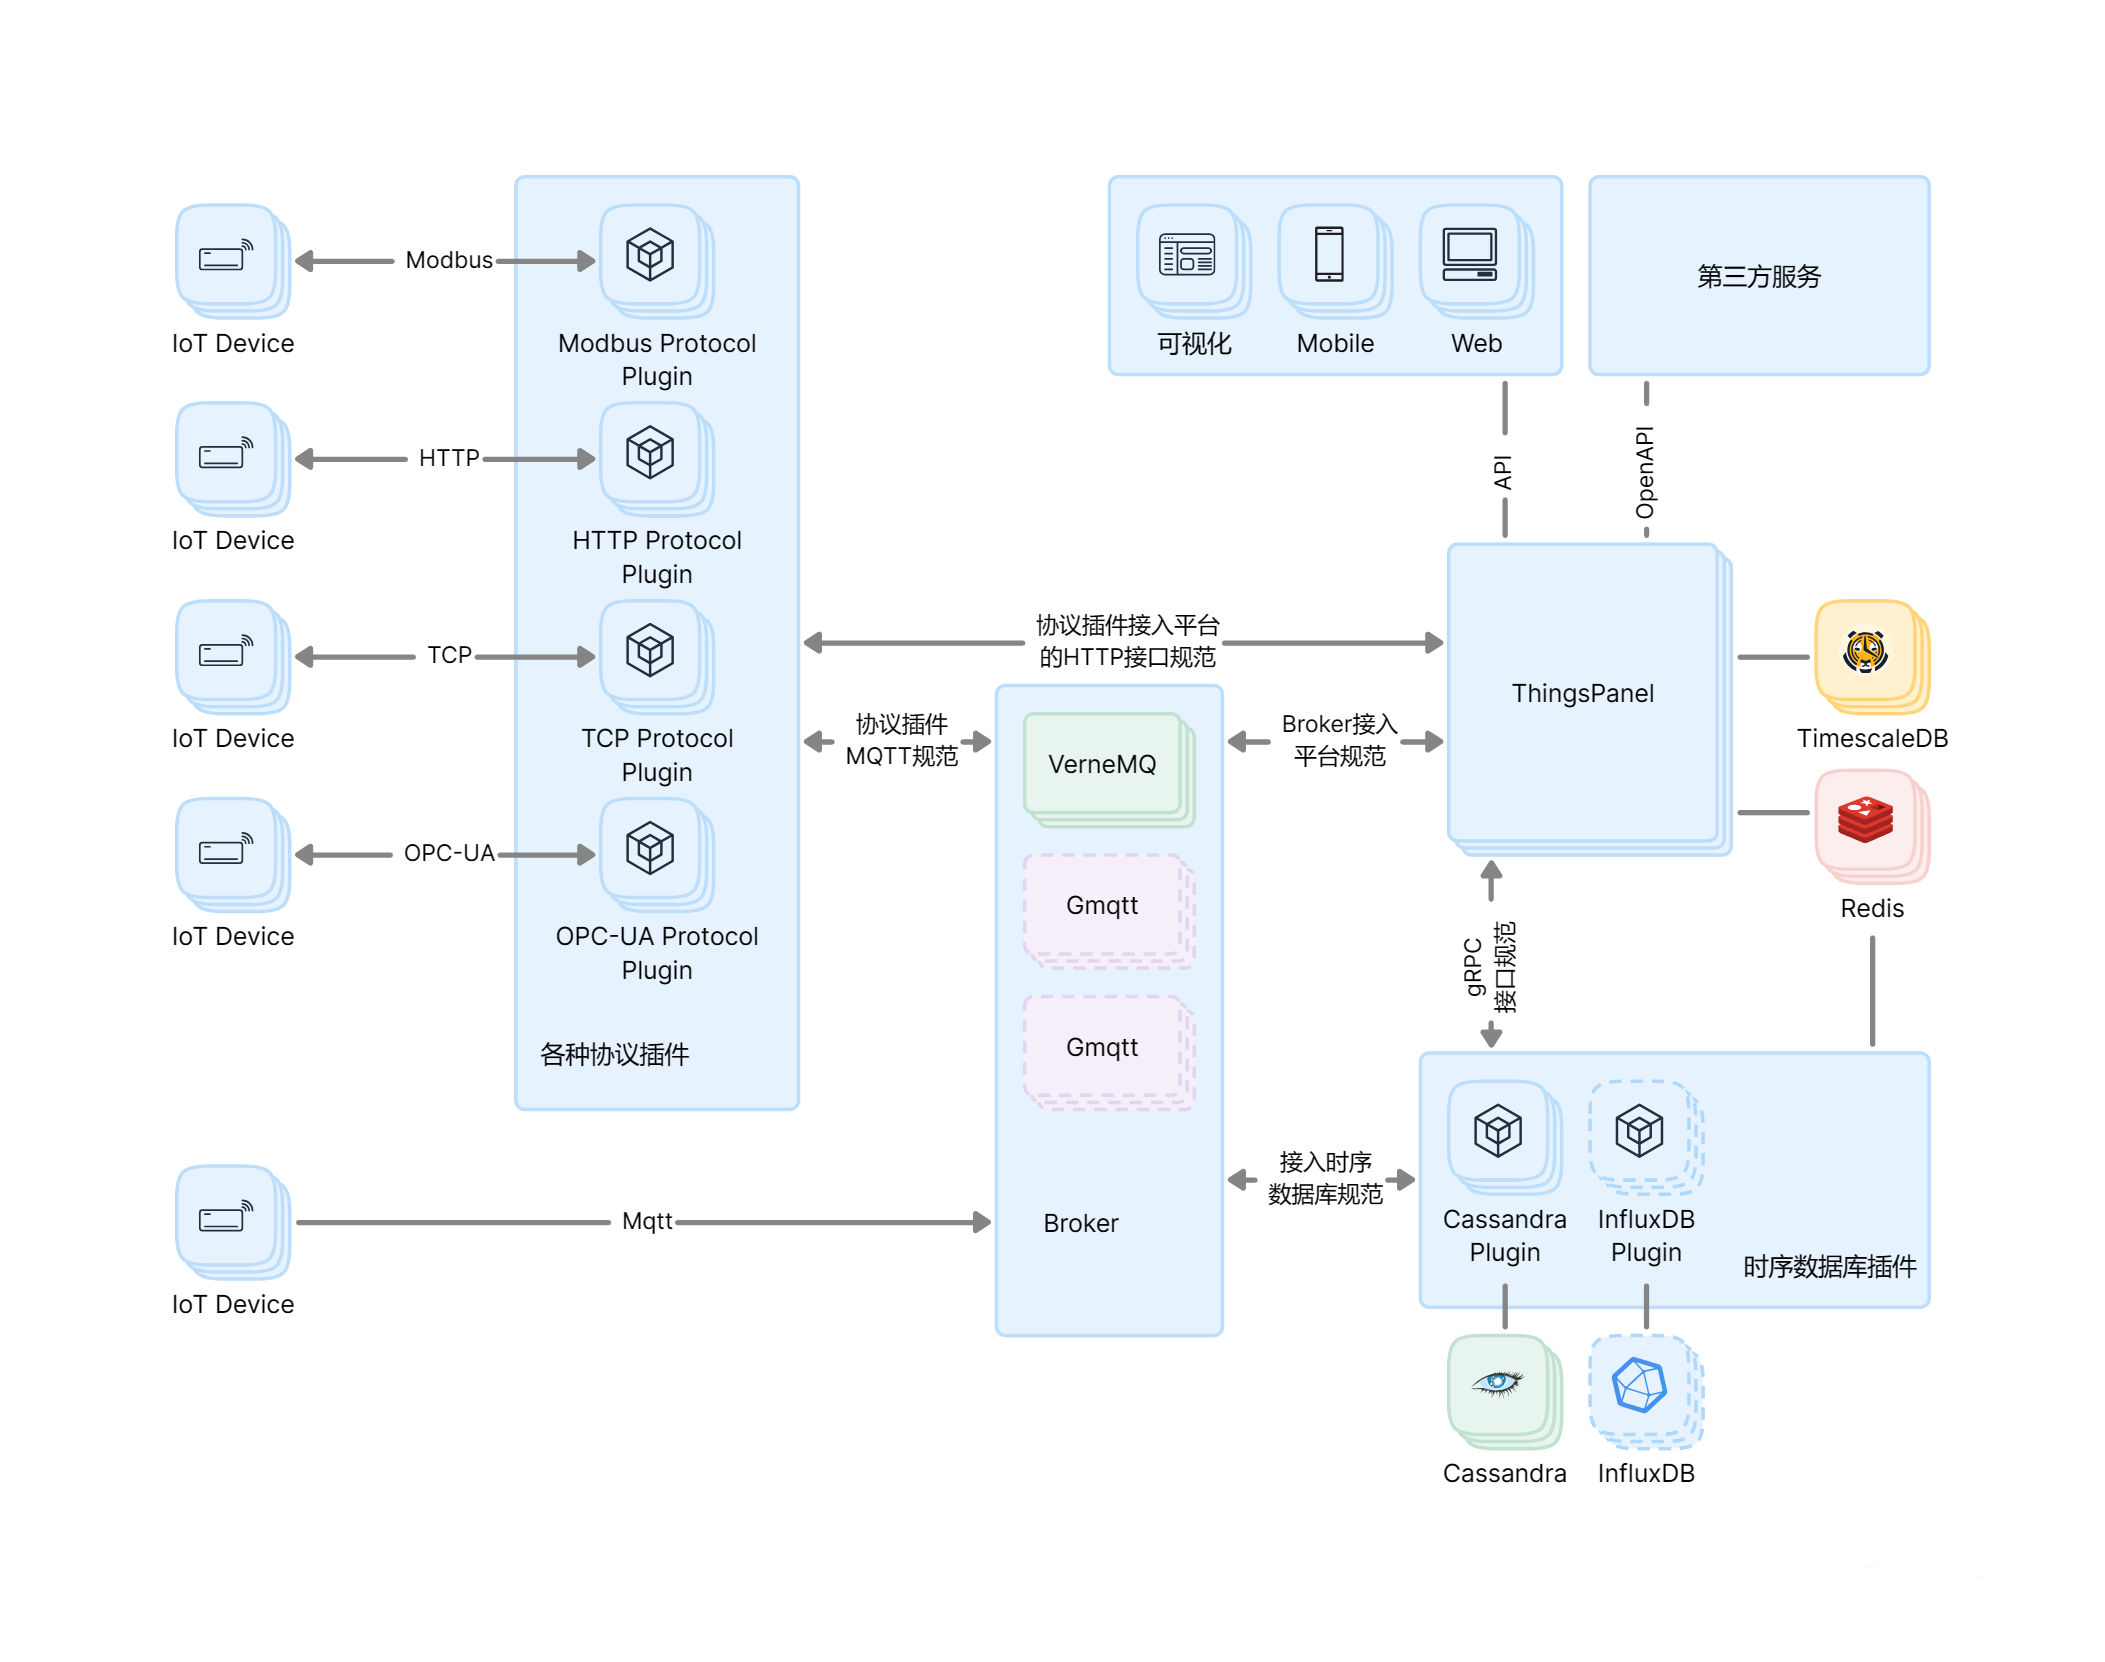 IoT Device
Modbus
Modbus Protocol
Plugin
IoT Device
HTTP
HTTP Protocol
Plugin
IoT Device
TCP
TCP Protocol
Plugin
IoT Device
OPC-UA
OPC-UA Protocol
Plugin
各种协议插件
IoT Device
Mqtt
可视化
Mobile
Web
第三方服务
API
OpenAPI
协议插件接入平台
的HTTP接口规范
协议插件
MQTT规范
VerneMQ
Gmqtt
Gmqtt
Broker
Broker接入
平台规范
ThingsPanel
TimescaleDB
Redis
gRPC
接口规范
接入时序
数据库规范
Cassandra
Plugin
InfluxDB
Plugin
时序数据库插件
Cassandra
InfluxDB